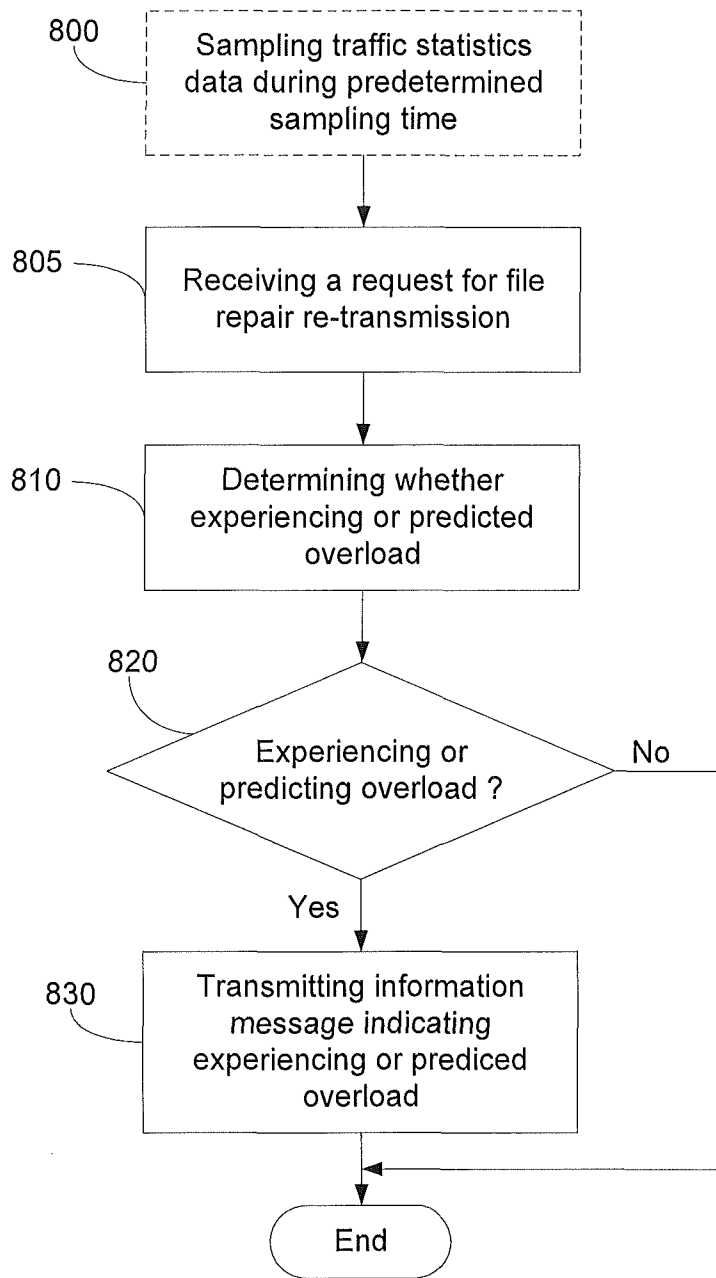 800
Sampling traffic statistics
data during predetermined
sampling time
805
Receiving a request for file
repair re-transmission
810
Determining whether
experiencing or predicted
overload
820
Experiencing or
predicting overload ?
No
Yes
830
Transmitting information
message indicating
experiencing or prediced
overload
End